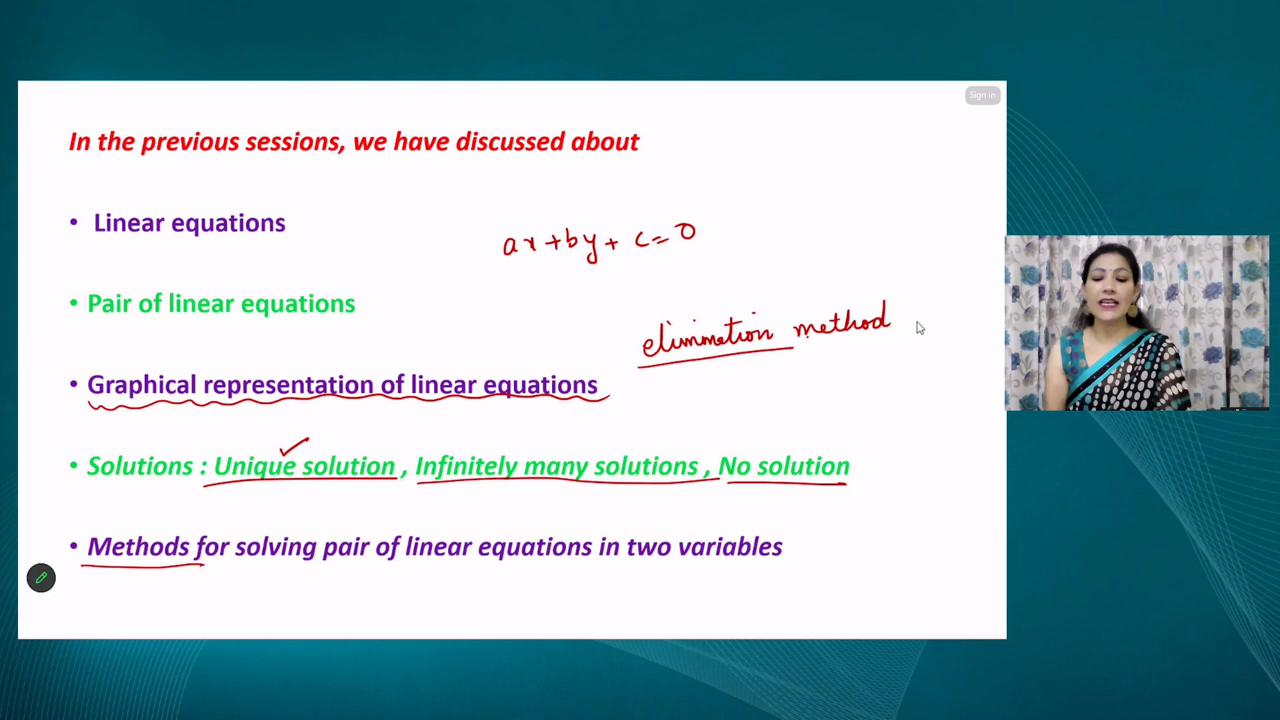 Sign in
In the previous sessions, we have discussed about
• Linear equations
ax+by+c=0
• Pair of linear equations
elimination method
• Graphical representation of linear equations
• Solutions : Unique solution , Infinitely many solutions , No solution
• Methods for solving pair of linear equations in two variables